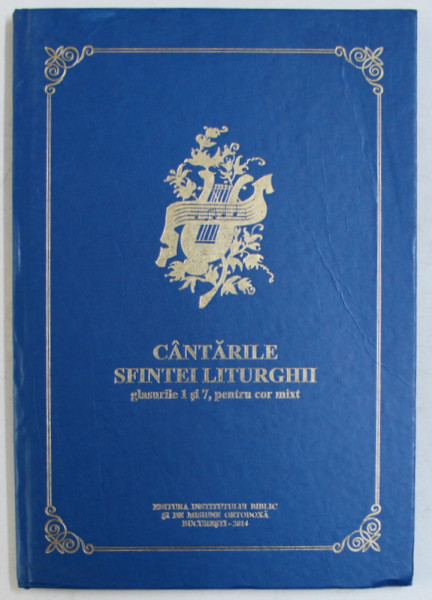 CÂNTĂRILE
SFINTEI LITURGHII
glasurile 1 și 7, pentru cor mixt
EDITURA INSTITUTULUI BIBLIC
ȘI DE MISIUNE ORTODOXĂ
BUCUREȘTI - 2014